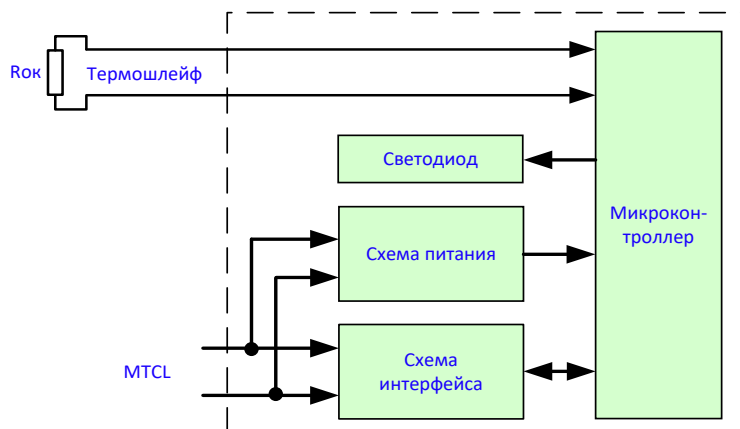 Rок
Термошлейф
Светодиод
Микрокон-
троллер
Схема питания
Схема
интерфейса
MTCL